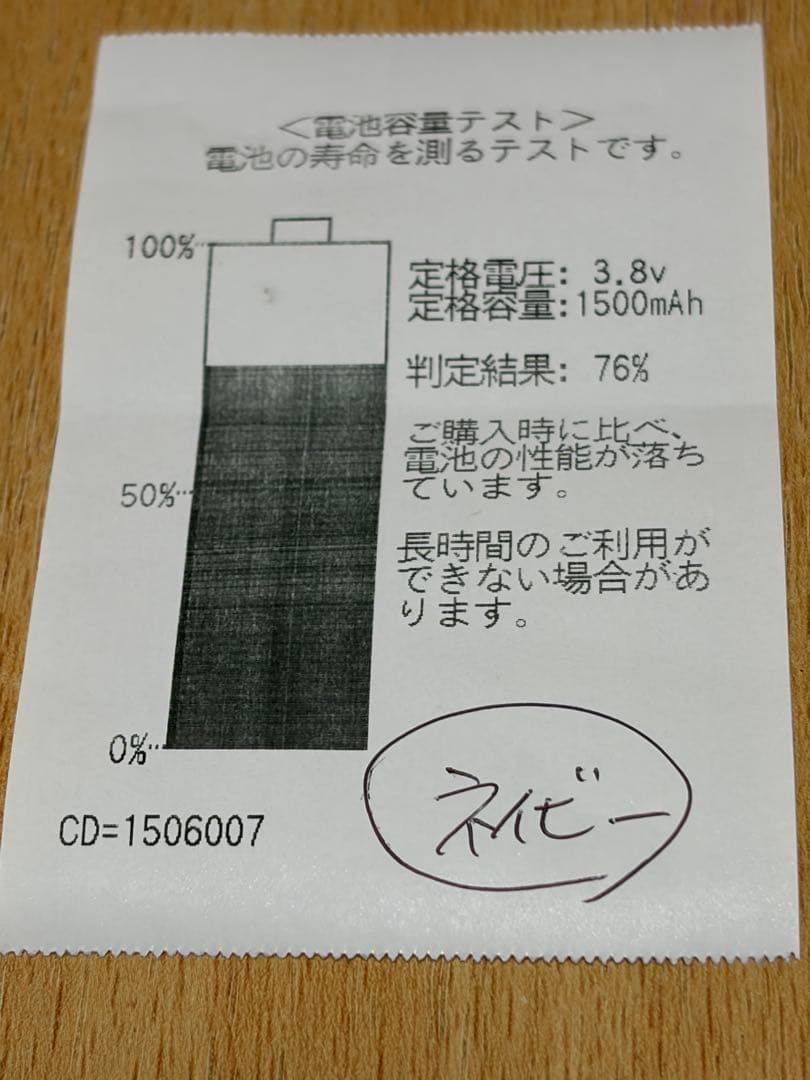 ＜電池容量テスト＞
電池の寿命を測るテストです。
100%
定格電圧: 3.8v
定格容量:1500mAh
判定結果: 76%
ご購入時に比べ、
電池の性能が落ち
ています。
50%
長時間のご利用が
できない場合があ
ります。
0%
ネイビー
CD=1506007